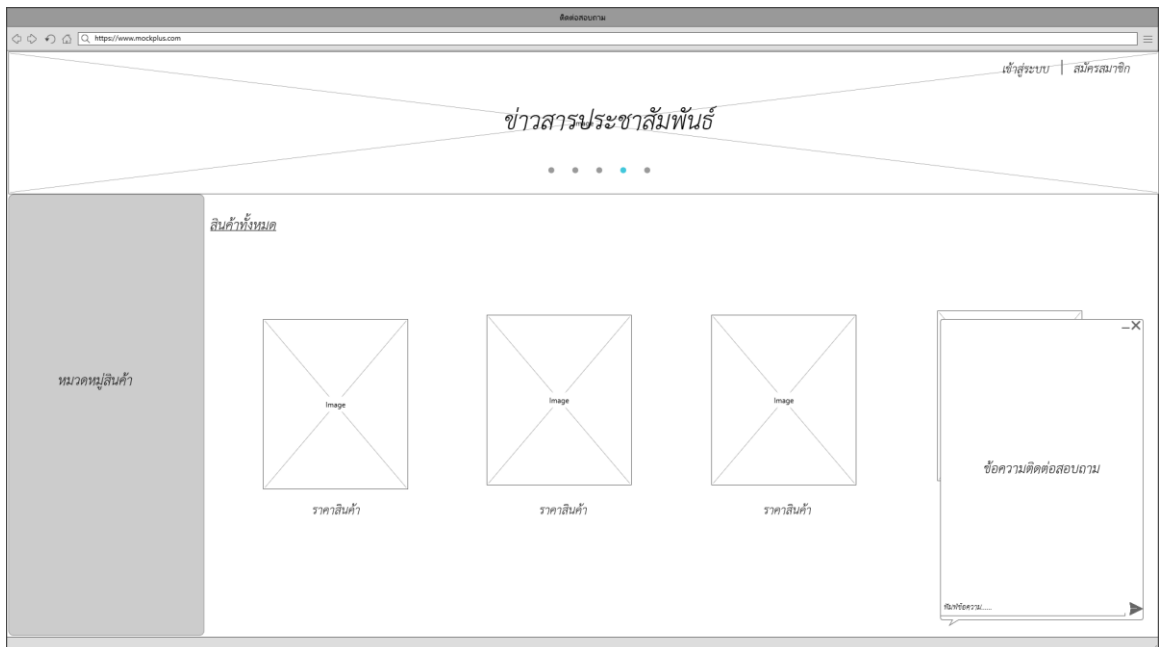 ติดต่อสอบถาม
https://www.mockplus.com
เข้าสู่ระบบ | สมัครสมาชิก
ข่าวสารประชาสัมพันธ์
Image
สินค้าทั้งหมด
หมวดหมู่สินค้า
Image
Image
Image
ราคาสินค้า
ราคาสินค้า
ราคาสินค้า
ข้อความติดต่อสอบถาม
พิมพ์ข้อความ.....